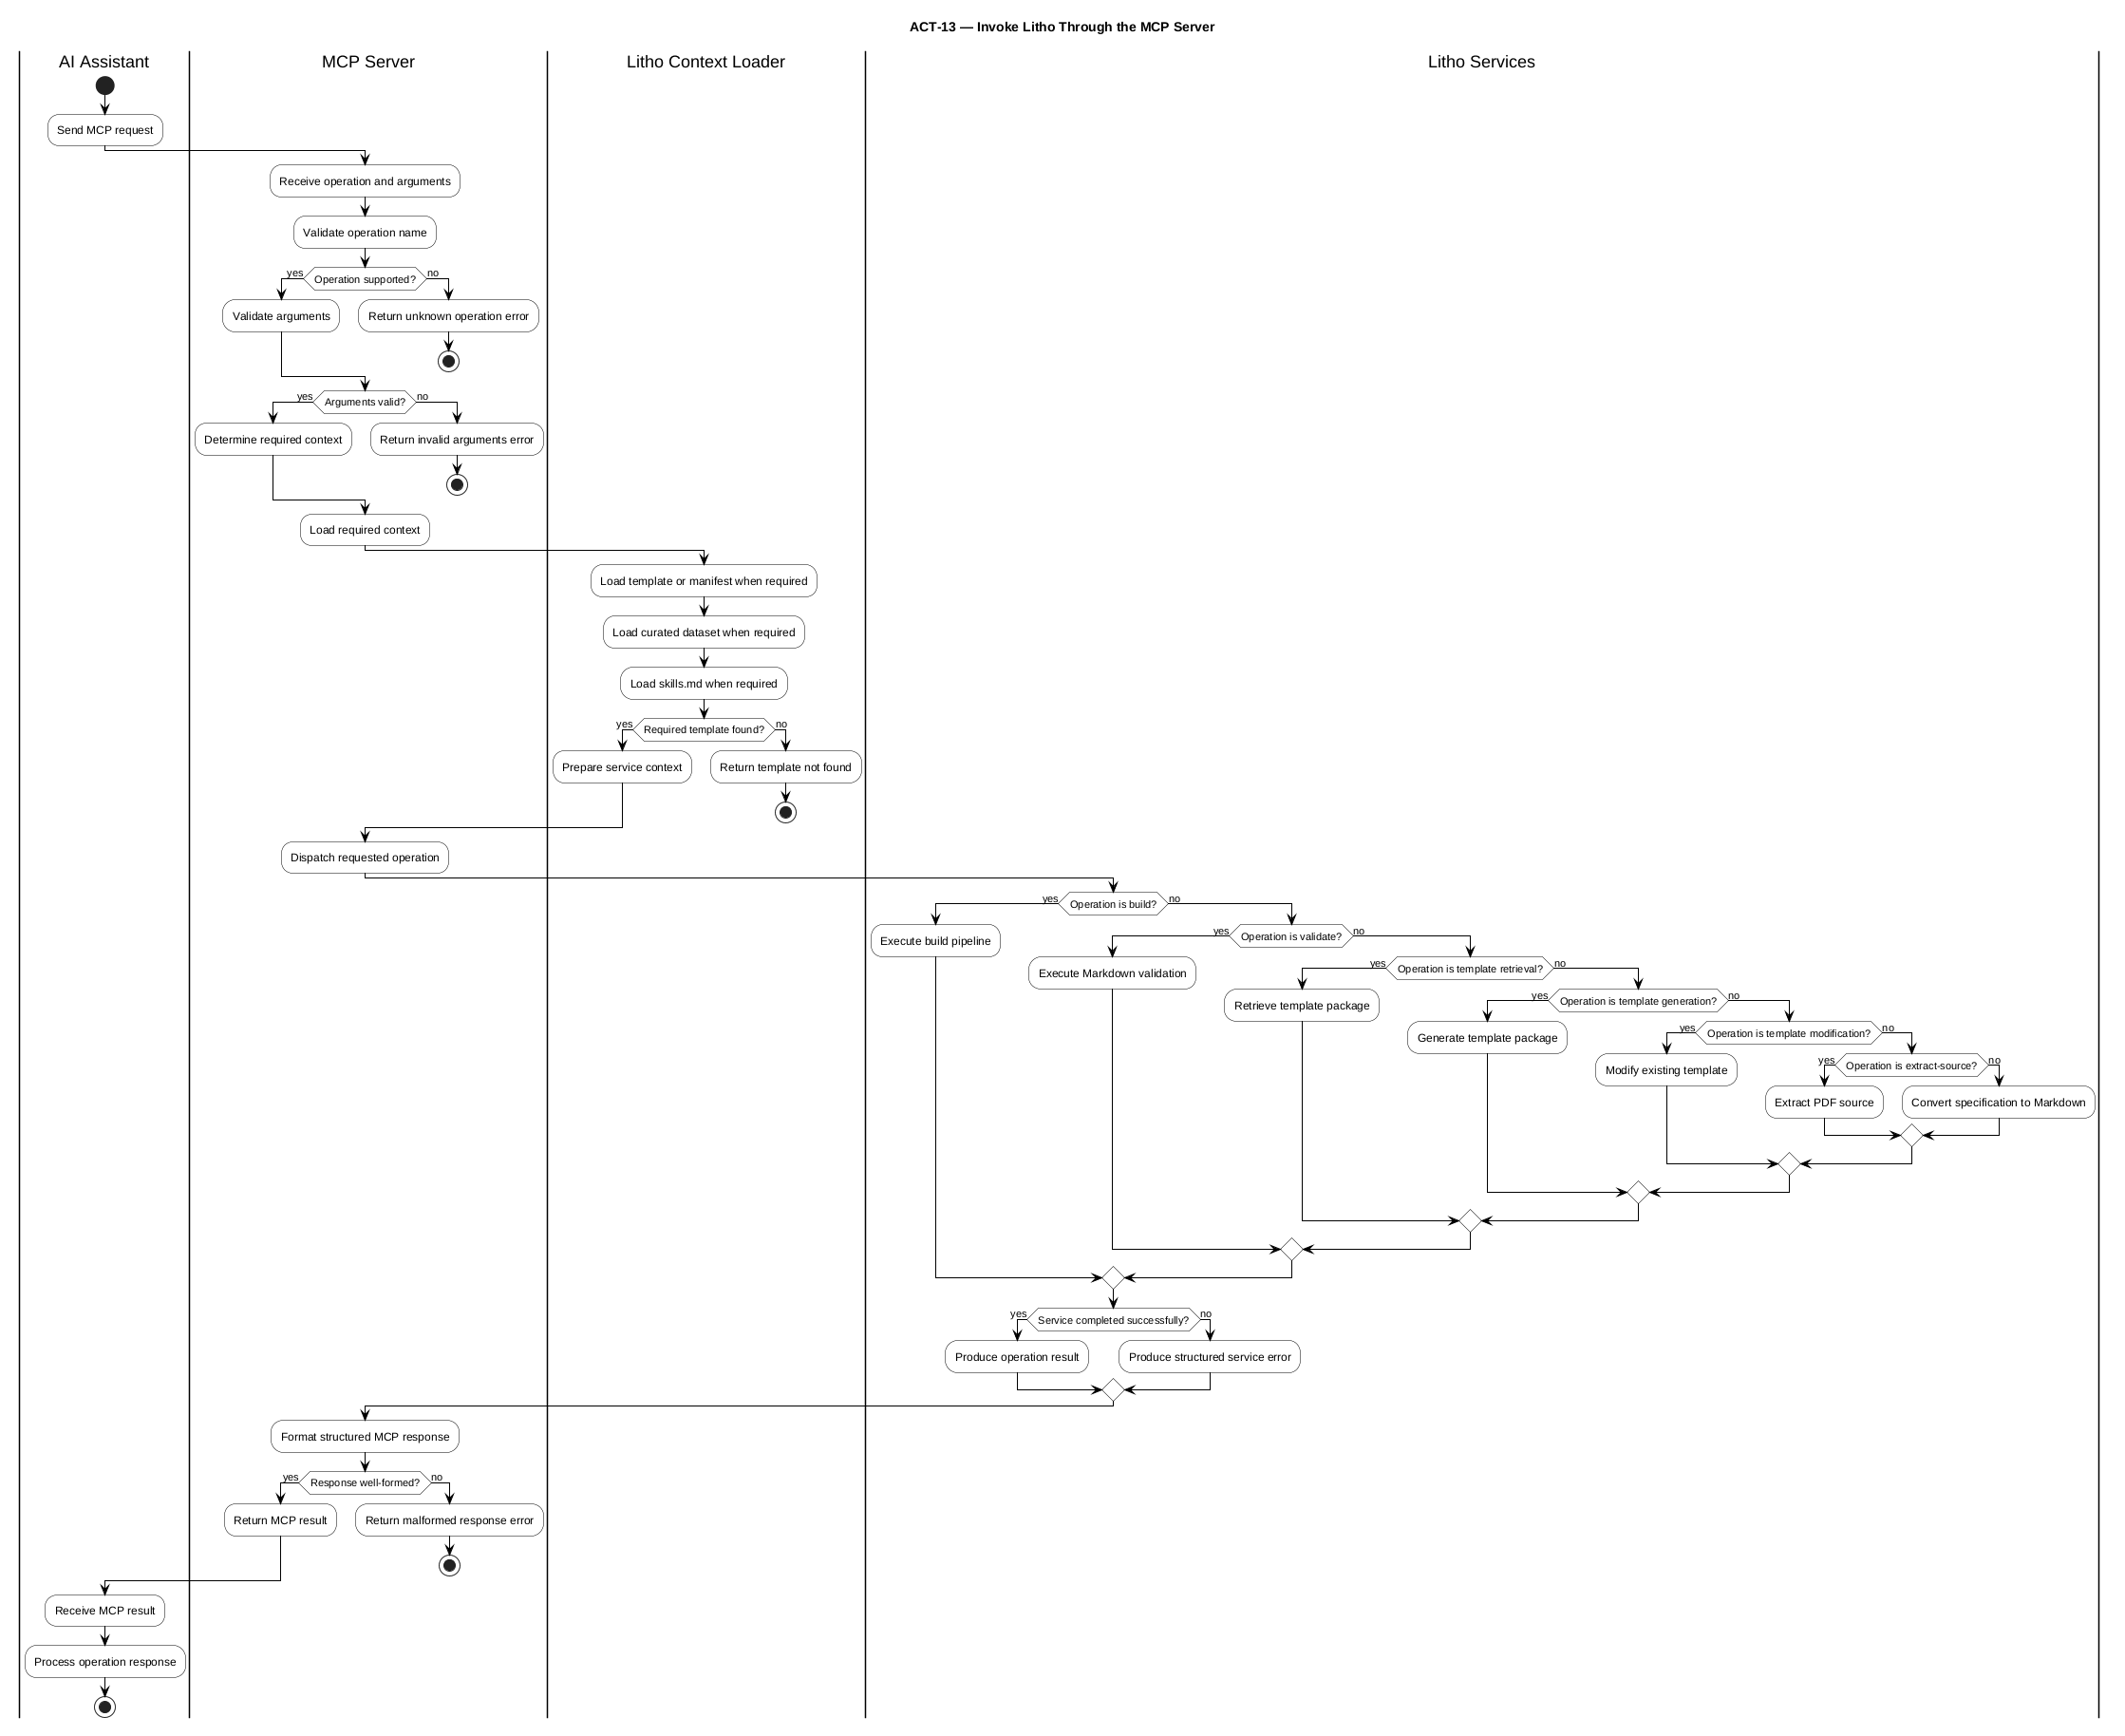 ACT-13 — Invoke Litho Through the MCP Server
AI Assistant
MCP Server
Litho Context Loader
Litho Services
Send MCP request
Receive operation and arguments
Validate operation name
yes
Operation supported?
no
Validate arguments
Return unknown operation error
yes
Arguments valid?
no
Determine required context
Return invalid arguments error
Load required context
Load template or manifest when required
Load curated dataset when required
Load skills.md when required
yes
Required template found?
no
Prepare service context
Return template not found
Dispatch requested operation
yes
Operation is build?
no
Execute build pipeline
yes
Operation is validate?
no
Execute Markdown validation
yes
Operation is template retrieval?
no
Retrieve template package
yes
Operation is template generation?
no
Generate template package
yes
Operation is template modification?
no
Modify existing template
yes
Operation is extract-source?
no
Extract PDF source
Convert specification to Markdown
yes
Service completed successfully?
no
Produce operation result
Produce structured service error
Format structured MCP response
yes
Response well-formed?
no
Return MCP result
Return malformed response error
Receive MCP result
Process operation response